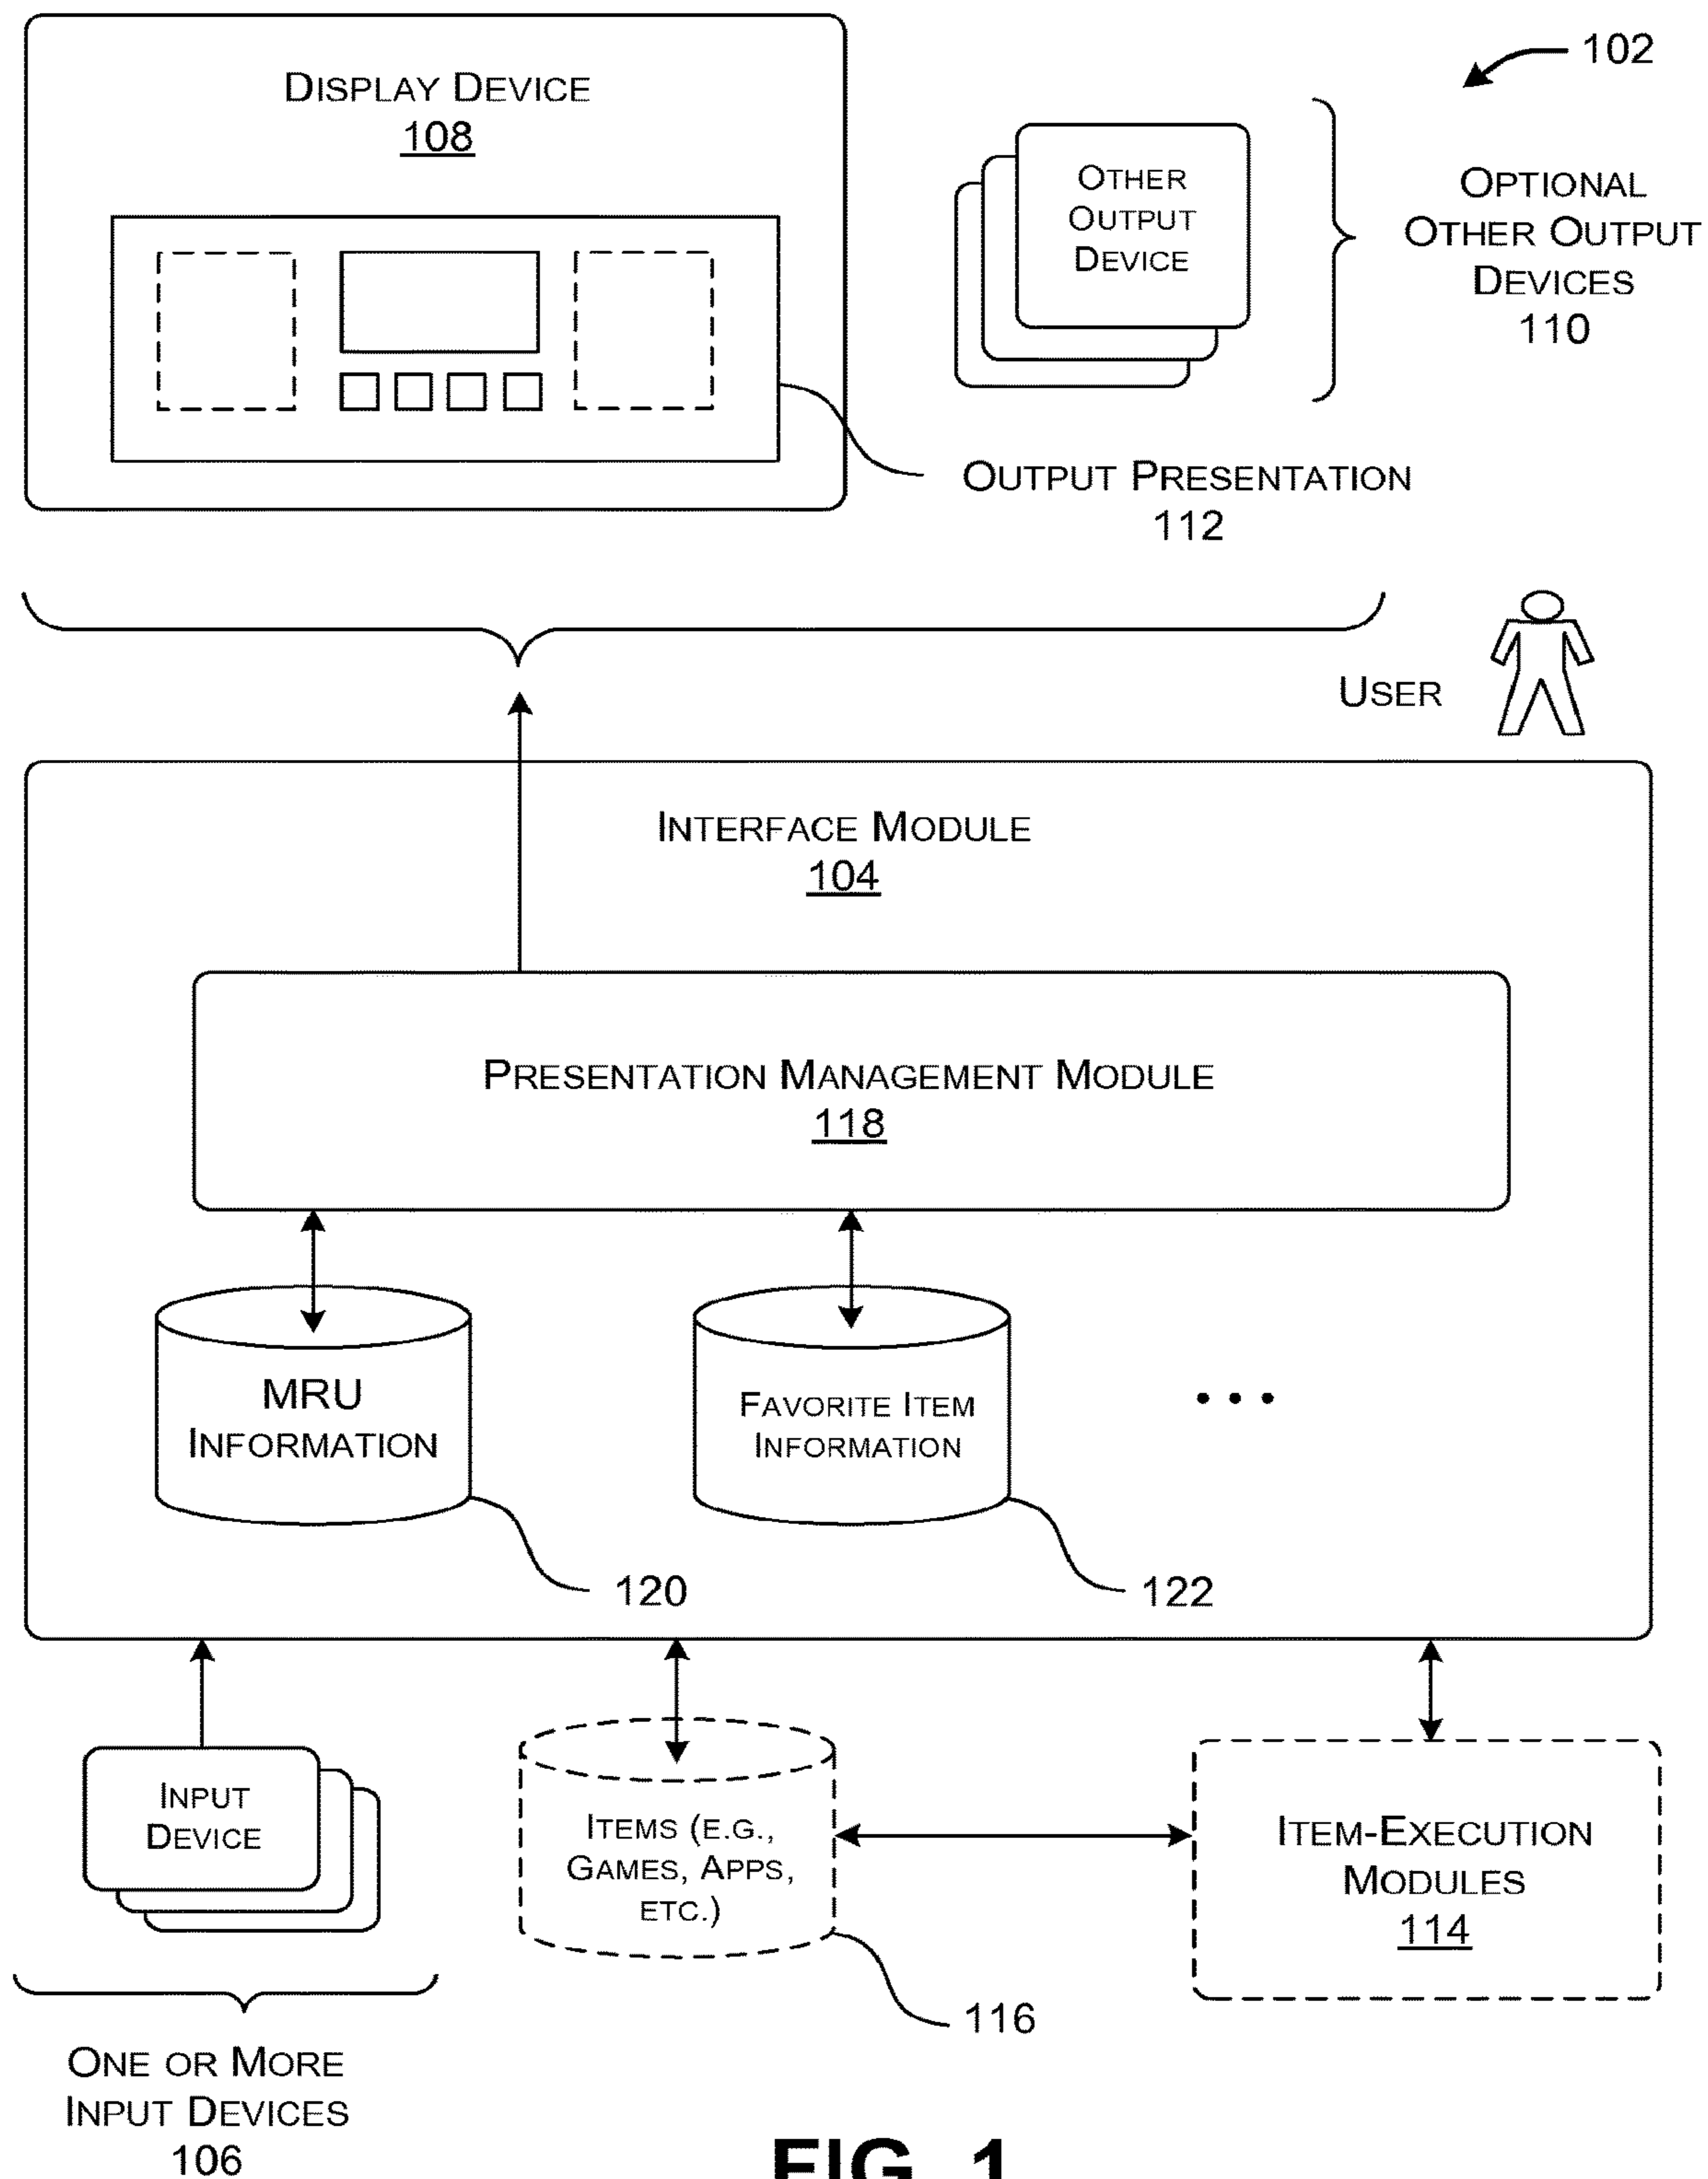 102
DISPLAY DEVICE
108
OTHER
OUTPUT
DEVICE
OPTIONAL
OTHER OUTPUT
DEVICES
110
OUTPUT PRESENTATION
112
USER
INTERFACE MODULE
104
PRESENTATION MANAGEMENT MODULE
118
MRU
INFORMATION
120
FAVORITE ITEM
INFORMATION
122
• • •
INPUT
DEVICE
ONE OR MORE
INPUT DEVICES
106
ITEMS (E.G.,
GAMES, APPS,
ETC.)
116
ITEM-EXECUTION
MODULES
114
FIG. 1